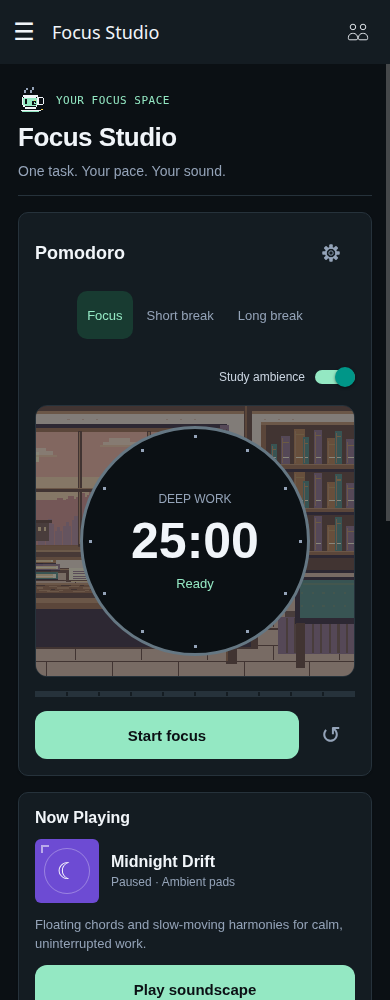 Focus Studio
YOUR FOCUS SPACE
Focus Studio
One task. Your pace. Your sound.
Pomodoro
Focus
Short break
Long break
Study ambience
DEEP WORK
25:00
Ready
Start focus
Now Playing
Midnight Drift
Paused · Ambient pads
Floating chords and slow-moving harmonies for calm,
uninterrupted work.
Play soundscape